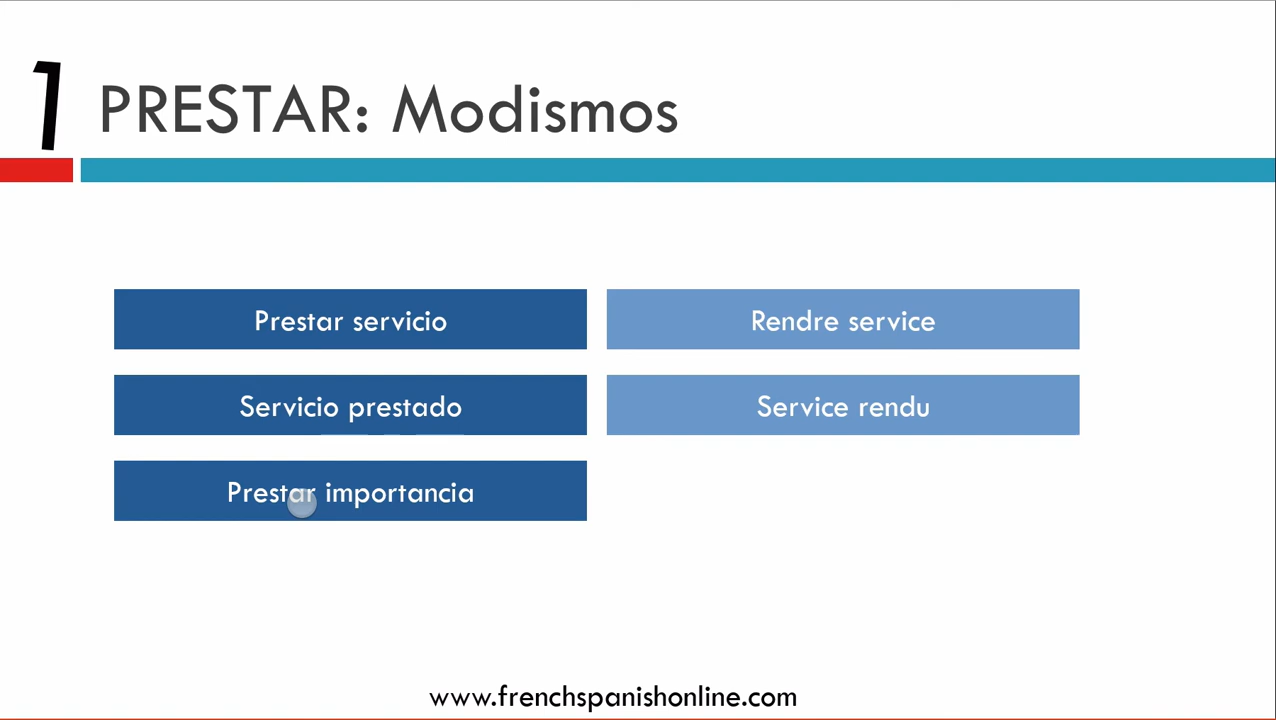 1 PRESTAR: Modismos
Prestar servicio
Rendre service
Servicio prestado
Service rendu
Prestar importancia
www.frenchspanishonline.com